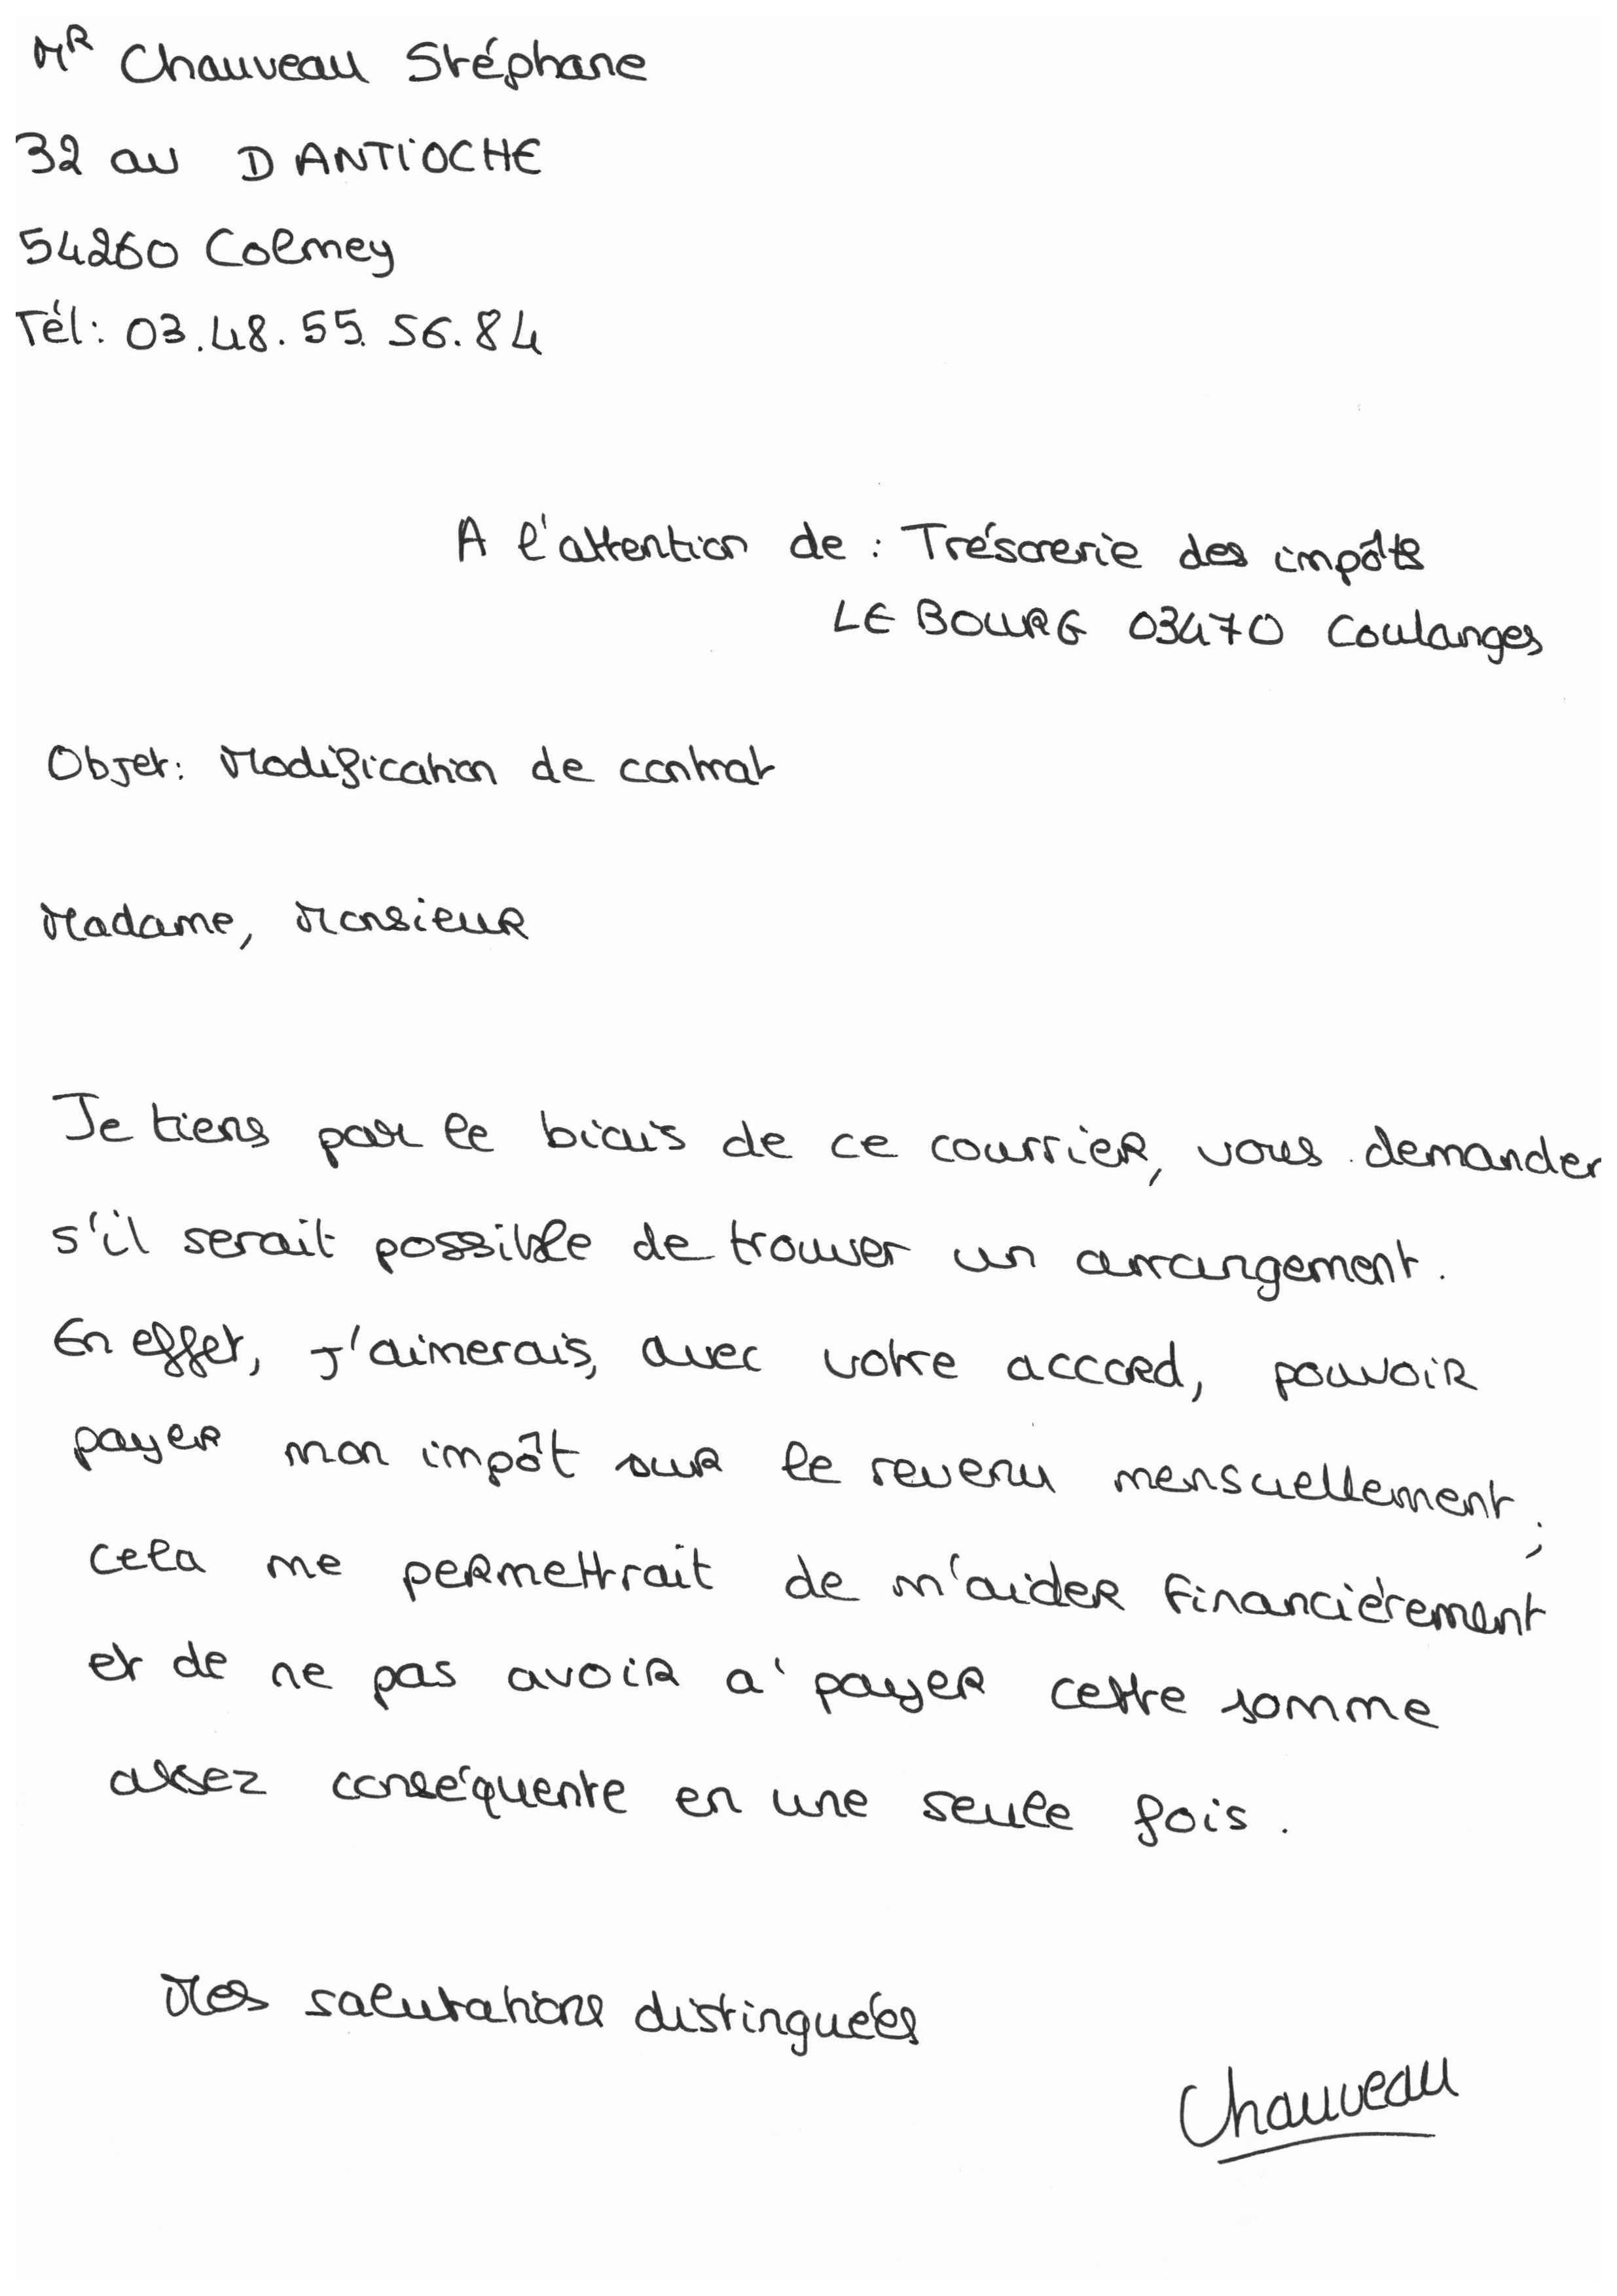 Mr Chauveau Stéphane
32 av D ANTIOCHE
54260 Colmey
Tél: 03.48.55.56.84
A l'attention de : Trésorerie des impôts
LE BOURG 03470 Coulanges
Objet: Modification de contrat
Madame, Monsieur
Je tiens par le biais de ce courrier, vous demander
s'il serait possible de trouver un arrangement.
En effet, j'aimerais, avec votre accord, pouvoir
payer mon impôt sur le revenu mensuellement;
cela me permettrait de m'aider financièrement
et de ne pas avoir à payer cette somme
assez conséquente en une seule fois.
Mes salutations distinguées
Chauveau